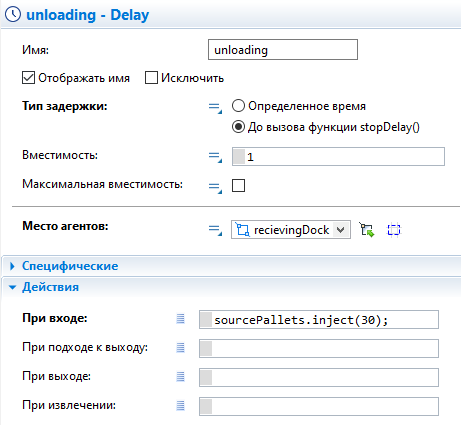 unloading - Delay
Имя: unloading
Отображать имя Исключить
Тип задержки: Определенное время
До вызова функции stopDelay()
Вместимость: 1
Максимальная вместимость:
Место агентов: recievingDock
Специфические
Действия
При входе: sourcePallets.inject(30);
При подходе к выходу:
При выходе:
При извлечении: